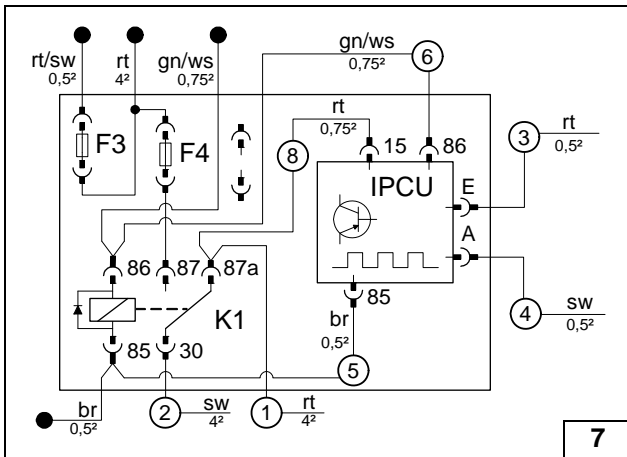 rt/sw
0,5²
rt
4²
gn/ws
0,75²
gn/ws
0,75²
6
rt
0,75²
F3
F4
8
15
86
3
rt
0,5²
IPCU
E
A
86
87
87a
85
4
sw
0,5²
K1
br
0,5²
85
30
5
br
0,5²
2
sw
4²
1
rt
4²
7